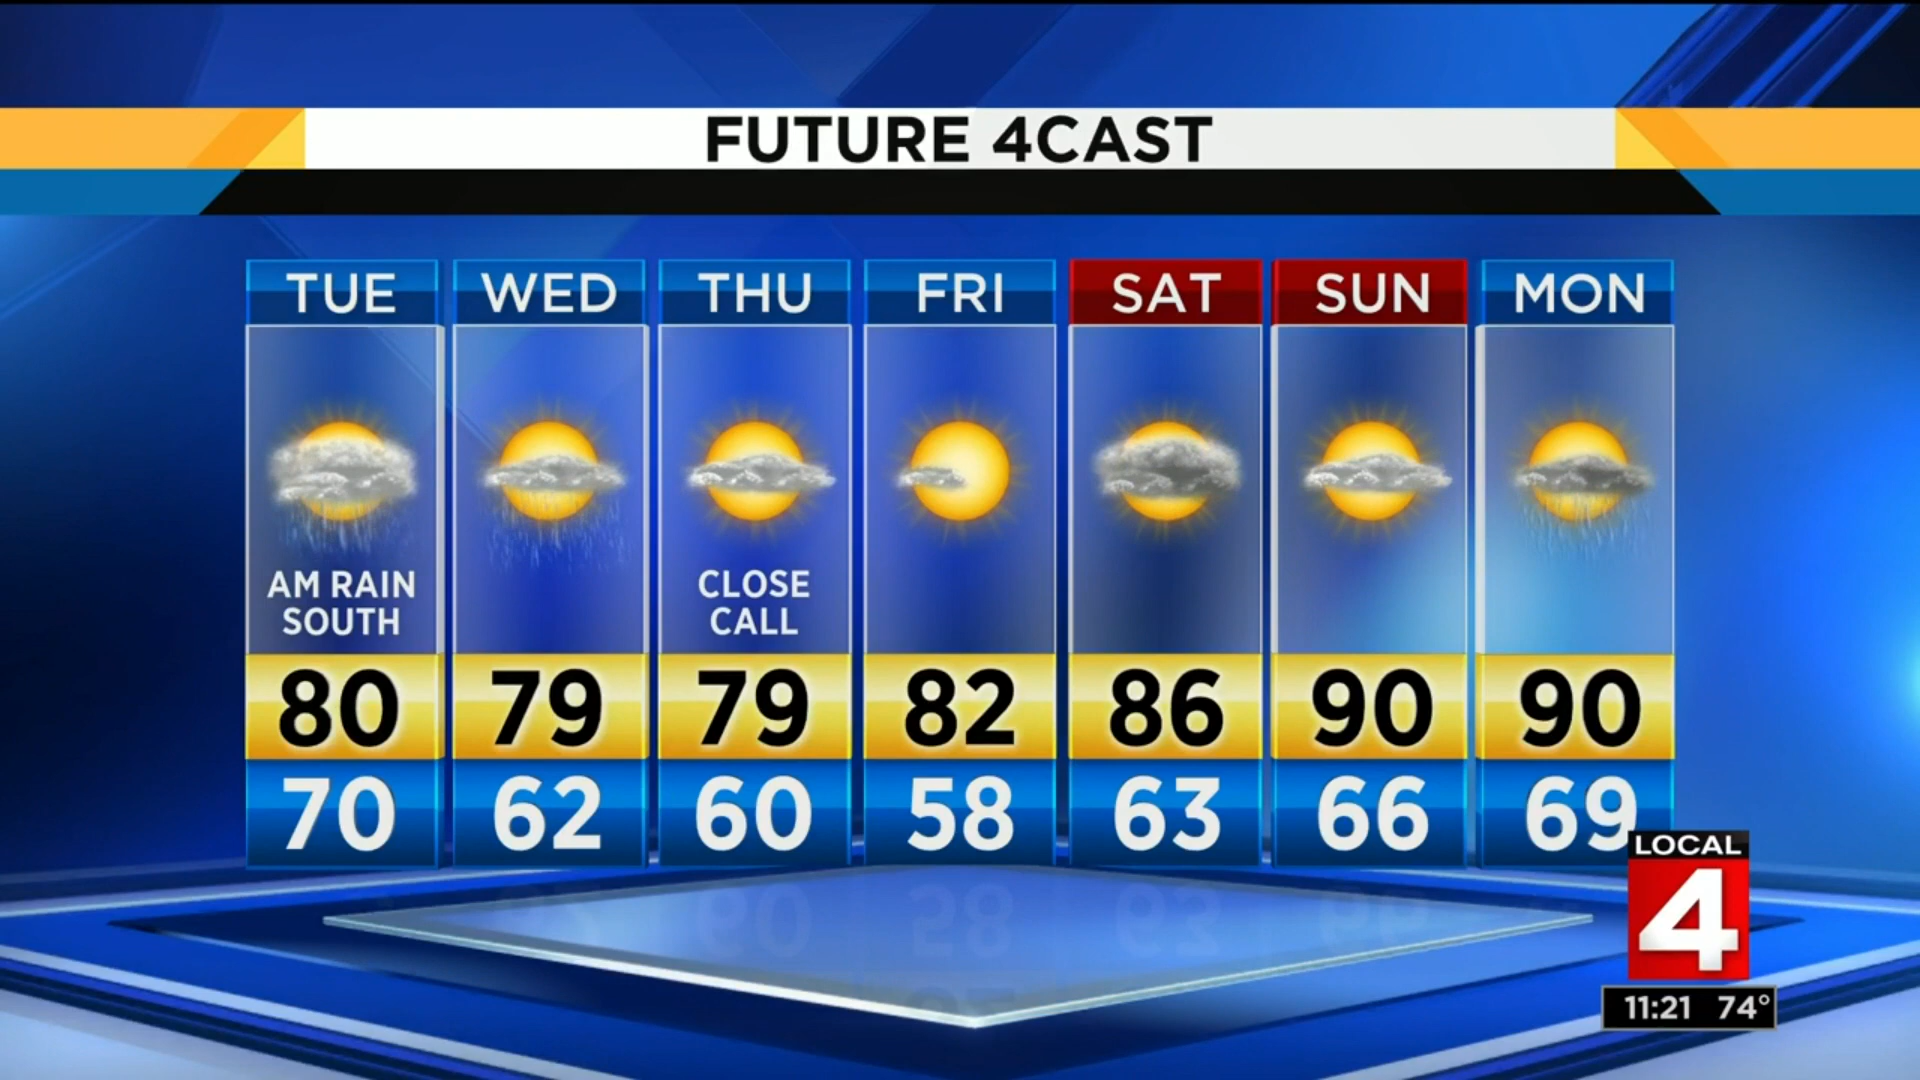 FUTURE 4CAST
TUE WED THU FRI SAT SUN MON
AM RAIN
SOUTH
CLOSE
CALL
80 79 79 82 86 90 90
70 62 60 58 63 66 69
LOCAL
4
11:21 74°